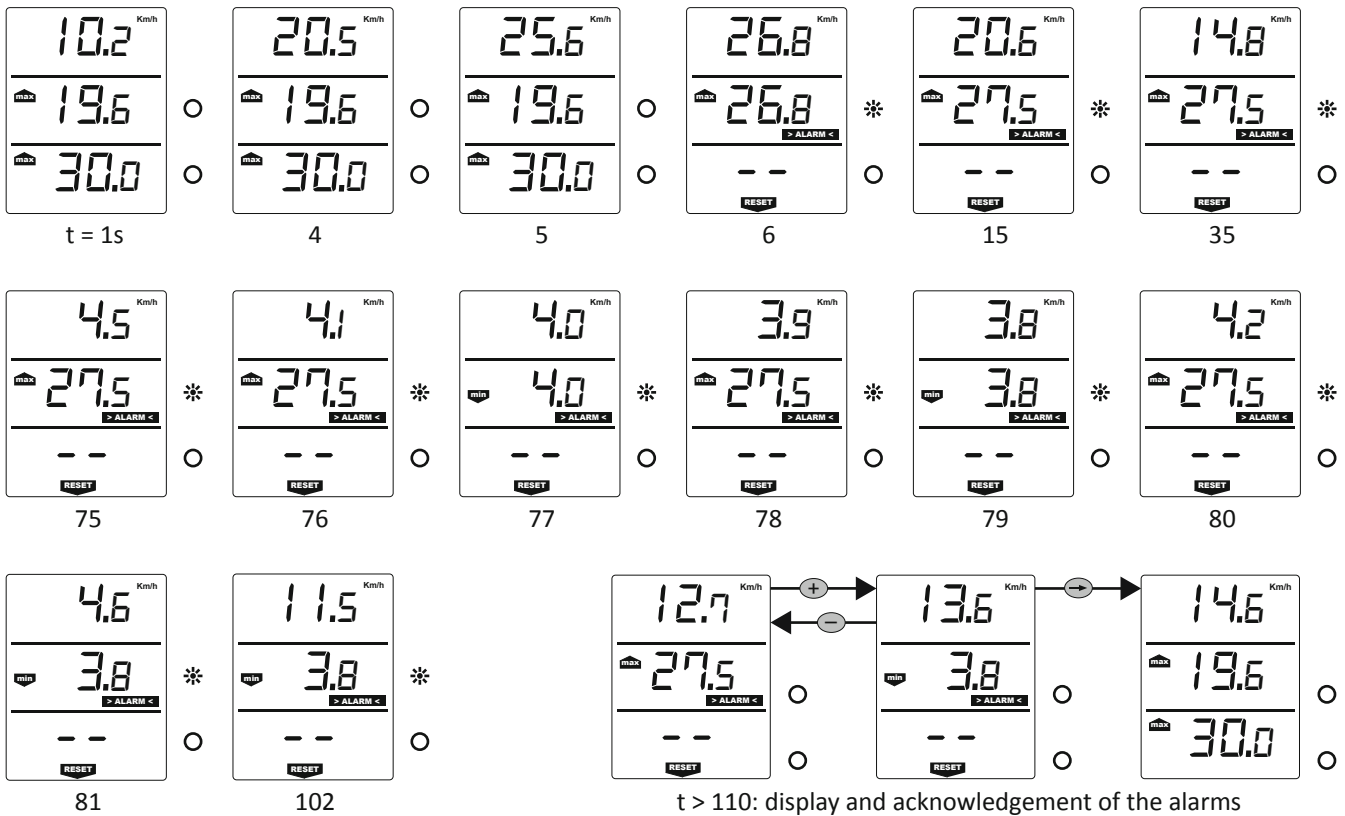 10.2 Km/h
max 19.6
max 30.0
t = 1s
20.5 Km/h
max 19.6
max 30.0
4
25.6 Km/h
max 19.6
max 30.0
5
26.8 Km/h
max 26.8
> ALARM <
– –
RESET
6
20.6 Km/h
max 27.5
> ALARM <
– –
RESET
15
14.8 Km/h
max 27.5
> ALARM <
– –
RESET
35
4.5 Km/h
max 27.5
> ALARM <
– –
RESET
75
4.1 Km/h
max 27.5
> ALARM <
– –
RESET
76
4.0 Km/h
min 4.0
> ALARM <
– –
RESET
77
3.9 Km/h
max 27.5
> ALARM <
– –
RESET
78
3.8 Km/h
min 3.8
> ALARM <
– –
RESET
79
4.2 Km/h
max 27.5
> ALARM <
– –
RESET
80
4.6 Km/h
min 3.8
> ALARM <
– –
RESET
81
11.5 Km/h
min 3.8
> ALARM <
– –
RESET
102
12.7 Km/h
max 27.5
> ALARM <
– –
RESET
+
–
13.6 Km/h
min 3.8
> ALARM <
– –
RESET
→
14.6 Km/h
max 19.6
max 30.0
t > 110: display and acknowledgement of the alarms